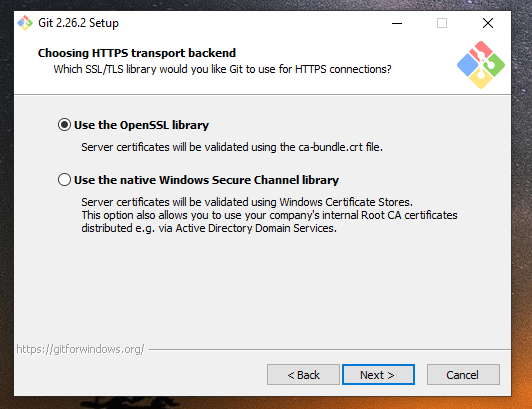 Git 2.26.2 Setup
Choosing HTTPS transport backend
Which SSL/TLS library would you like Git to use for HTTPS connections?
Use the OpenSSL library
Server certificates will be validated using the ca-bundle.crt file.
Use the native Windows Secure Channel library
Server certificates will be validated using Windows Certificate Stores.
This option also allows you to use your company's internal Root CA certificates
distributed e.g. via Active Directory Domain Services.
https://gitforwindows.org/
< Back Next > Cancel